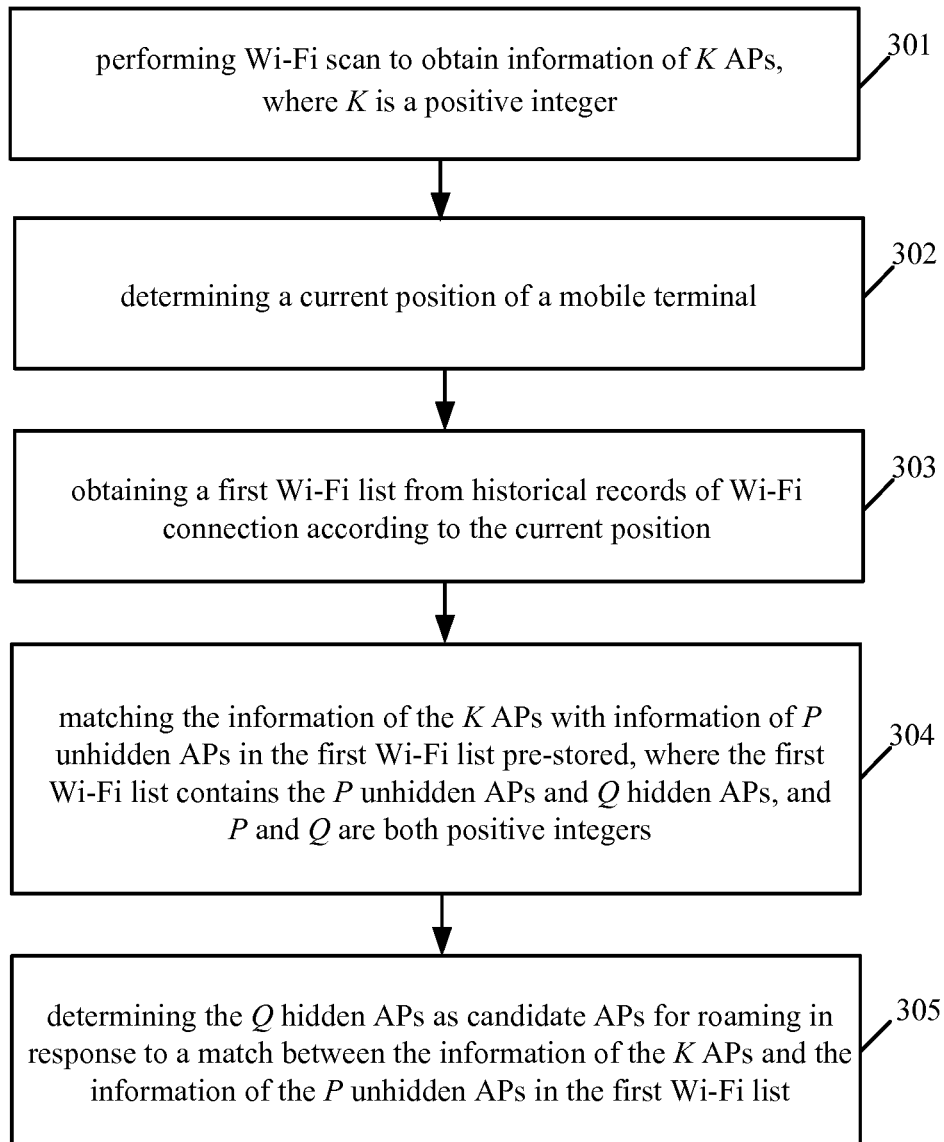 performing Wi-Fi scan to obtain information of K APs,
where K is a positive integer
301
determining a current position of a mobile terminal
302
obtaining a first Wi-Fi list from historical records of Wi-Fi
connection according to the current position
303
matching the information of the K APs with information of P
unhidden APs in the first Wi-Fi list pre-stored, where the first
Wi-Fi list contains the P unhidden APs and Q hidden APs, and
P and Q are both positive integers
304
determining the Q hidden APs as candidate APs for roaming in
response to a match between the information of the K APs and the
information of the P unhidden APs in the first Wi-Fi list
305